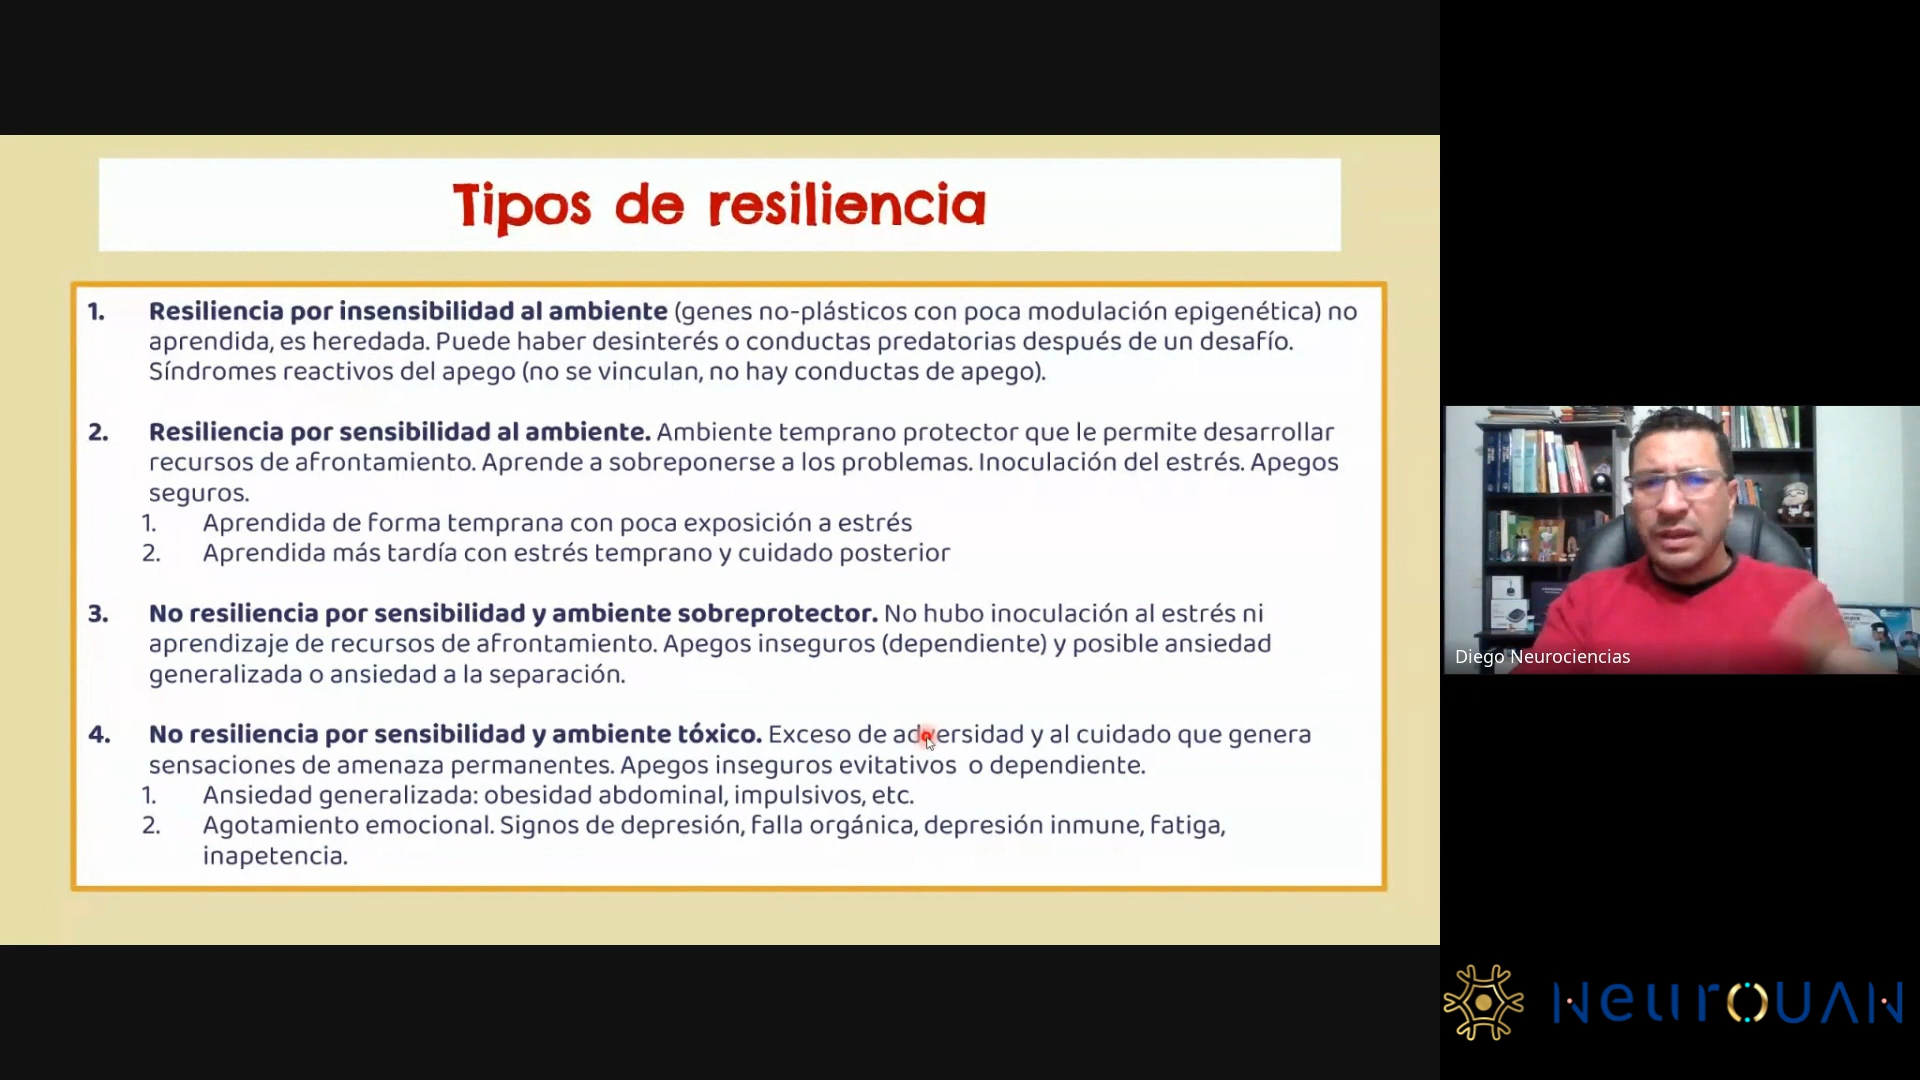 Tipos de resiliencia
1. Resiliencia por insensibilidad al ambiente (genes no-plásticos con poca modulación epigenética) no
aprendida, es heredada. Puede haber desinterés o conductas predatorias después de un desafío.
Síndromes reactivos del apego (no se vinculan, no hay conductas de apego).
2. Resiliencia por sensibilidad al ambiente. Ambiente temprano protector que le permite desarrollar
recursos de afrontamiento. Aprende a sobreponerse a los problemas. Inoculación del estrés. Apegos
seguros.
1. Aprendida de forma temprana con poca exposición a estrés
2. Aprendida más tardía con estrés temprano y cuidado posterior
3. No resiliencia por sensibilidad y ambiente sobreprotector. No hubo inoculación al estrés ni
aprendizaje de recursos de afrontamiento. Apegos inseguros (dependiente) y posible ansiedad
generalizada o ansiedad a la separación.
4. No resiliencia por sensibilidad y ambiente tóxico. Exceso de adversidad y al cuidado que genera
sensaciones de amenaza permanentes. Apegos inseguros evitativos o dependiente.
1. Ansiedad generalizada: obesidad abdominal, impulsivos, etc.
2. Agotamiento emocional. Signos de depresión, falla orgánica, depresión inmune, fatiga,
inapetencia.
Diego Neurociencias
NeurOUAN